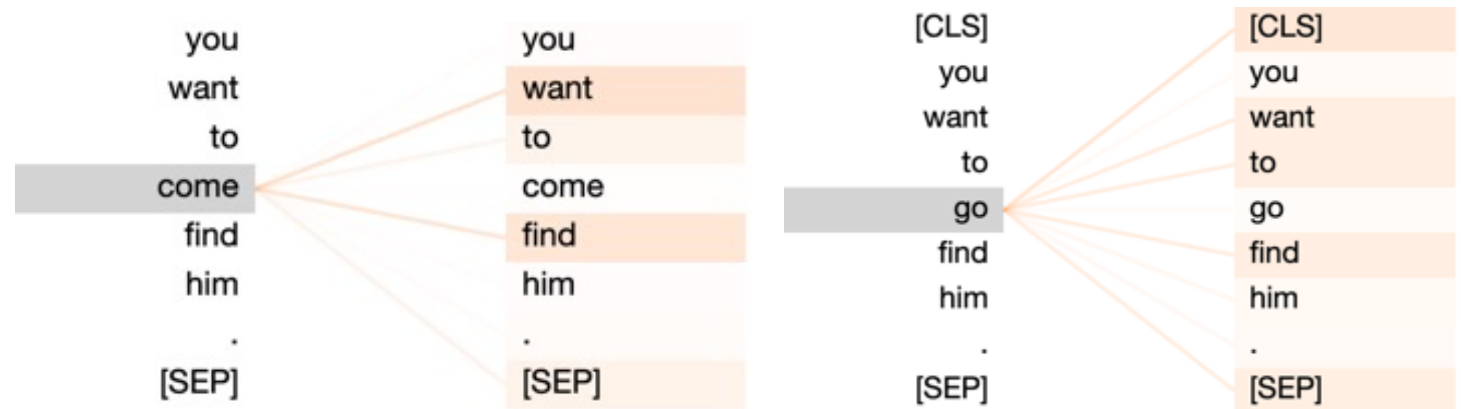 you you
want want
to to
come come
find find
him him
. .
[SEP] [SEP]
[CLS] [CLS]
you you
want want
to to
go go
find find
him him
. .
[SEP] [SEP]